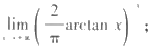 lim ( 2/π arctan x ) ;